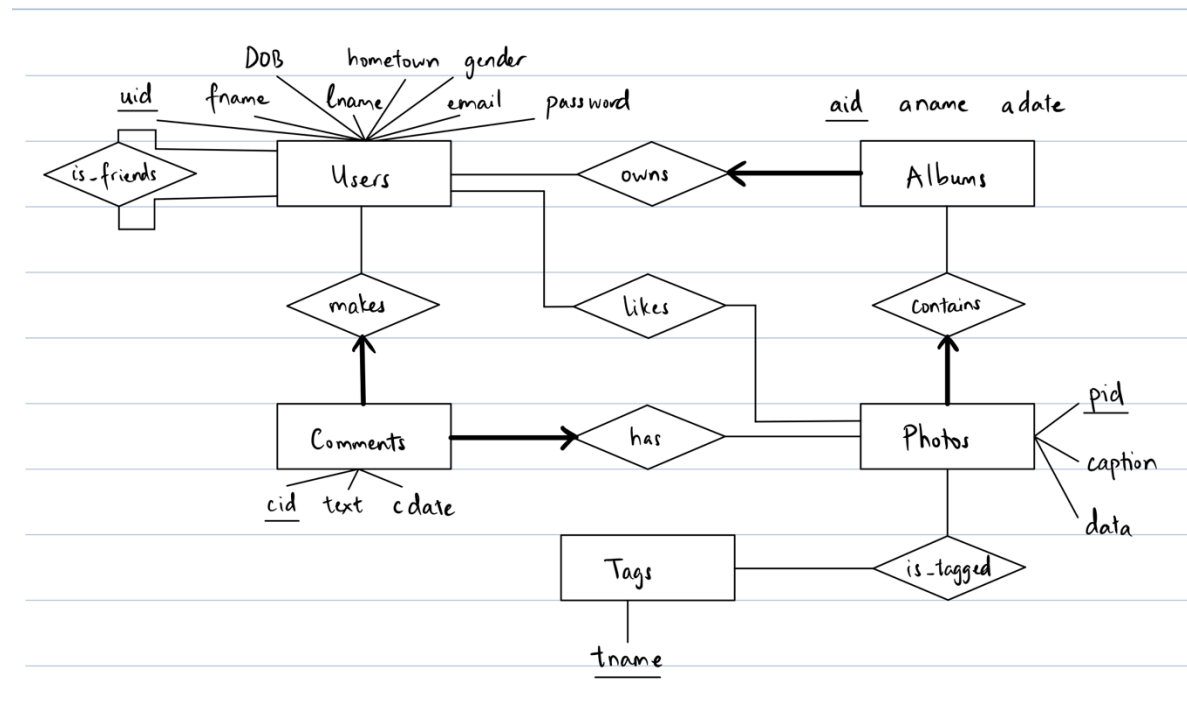 DOB hometown gender
uid fname lname email password
aid aname adate
is_friends Users owns Albums
makes likes contains
Comments has Photos
pid
caption
data
cid text cdate
Tags is_tagged
tname